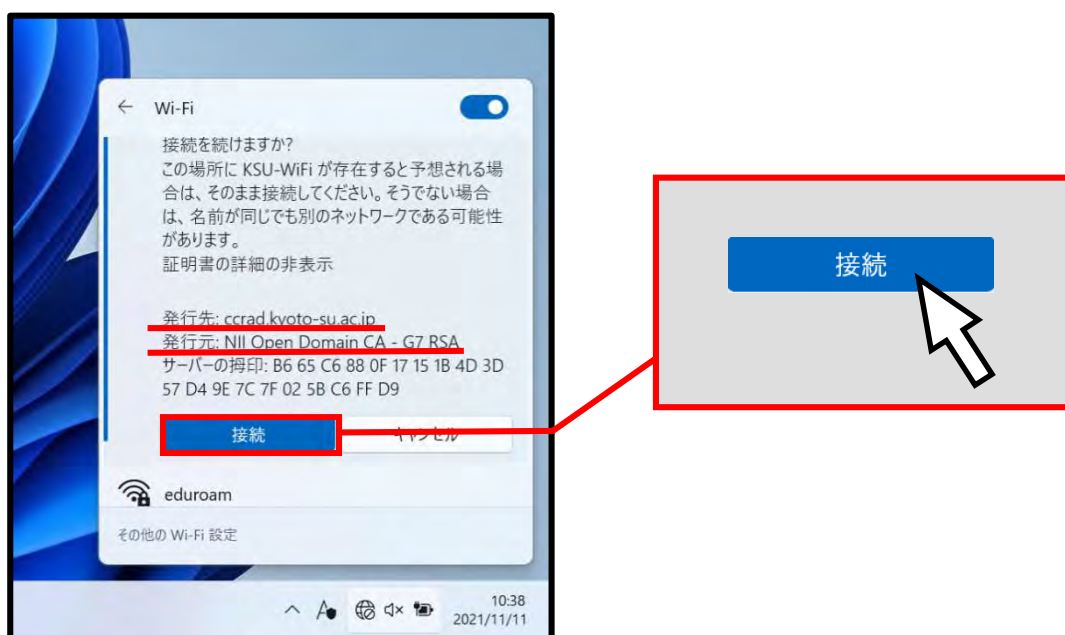 ← Wi-Fi
接続を続けますか?
この場所に KSU-WiFi が存在すると予想される場
合は、そのまま接続してください。そうでない場合
は、名前が同じでも別のネットワークである可能性
があります。
証明書の詳細の非表示
発行先: ccrad.kyoto-su.ac.jp
発行元: NII Open Domain CA - G7 RSA
サーバーの拇印: B6 65 C6 88 0F 17 15 1B 4D 3D
57 D4 9E 7C 7F 02 5B C6 FF D9
接続 キャンセル
eduroam
その他の Wi-Fi 設定
A 10:38
2021/11/11
接続